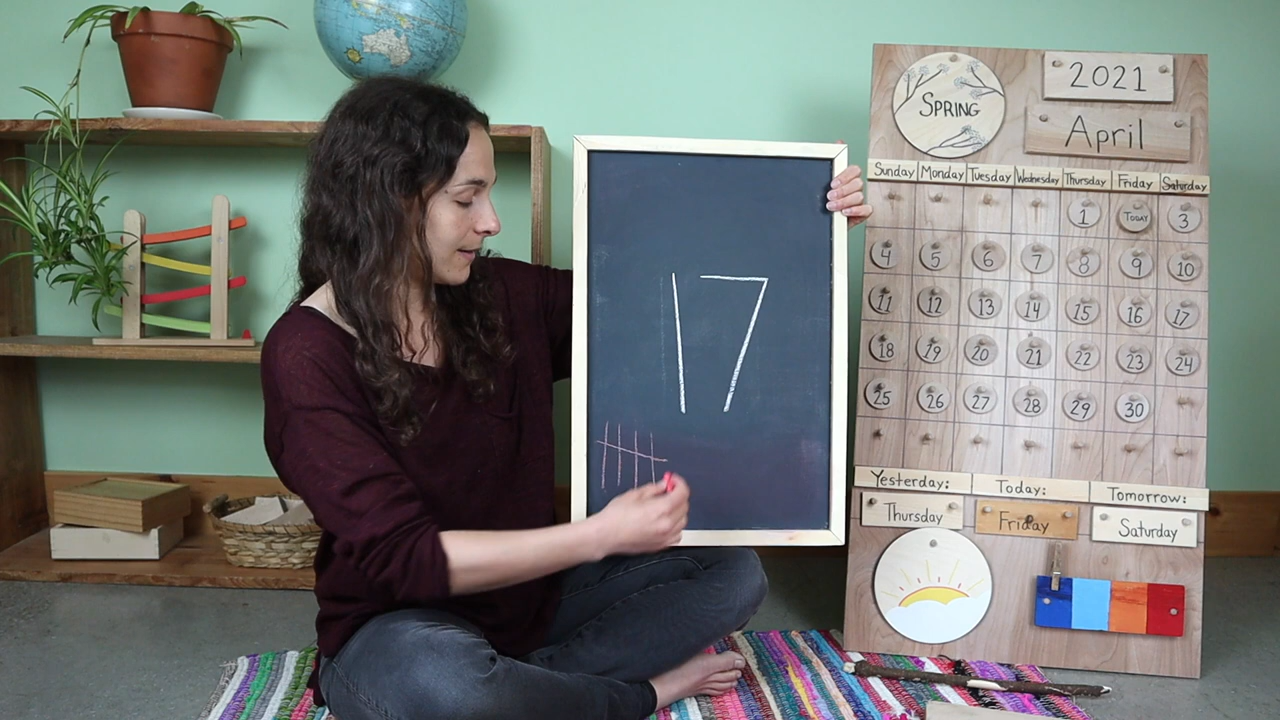 17
SPRING
2021
April
Sunday Monday Tuesday Wednesday Thursday Friday Saturday
1 TODAY 3
4 5 6 7 8 9 10
11 12 13 14 15 16 17
18 19 20 21 22 23 24
25 26 27 28 29 30
Yesterday: Today: Tomorrow:
Thursday Friday Saturday